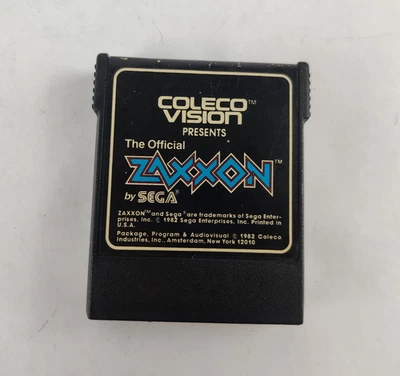 COLECO™
VISION
PRESENTS
The Official
ZAXXON™
by SEGA®
ZAXXON™ and Sega® are trademarks of Sega Enter-
prises, Inc. © 1982 Sega Enterprises, Inc. Printed in
U.S.A.
Package, Program & Audiovisual © 1982 Coleco
Industries, Inc., Amsterdam, New York 12010